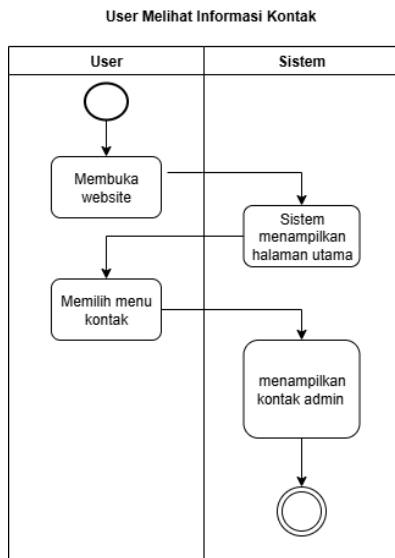 User Melihat Informasi Kontak
User
Sistem
Membuka
website
Sistem
menampilkan
halaman utama
Memilih menu
kontak
menampilkan
kontak admin